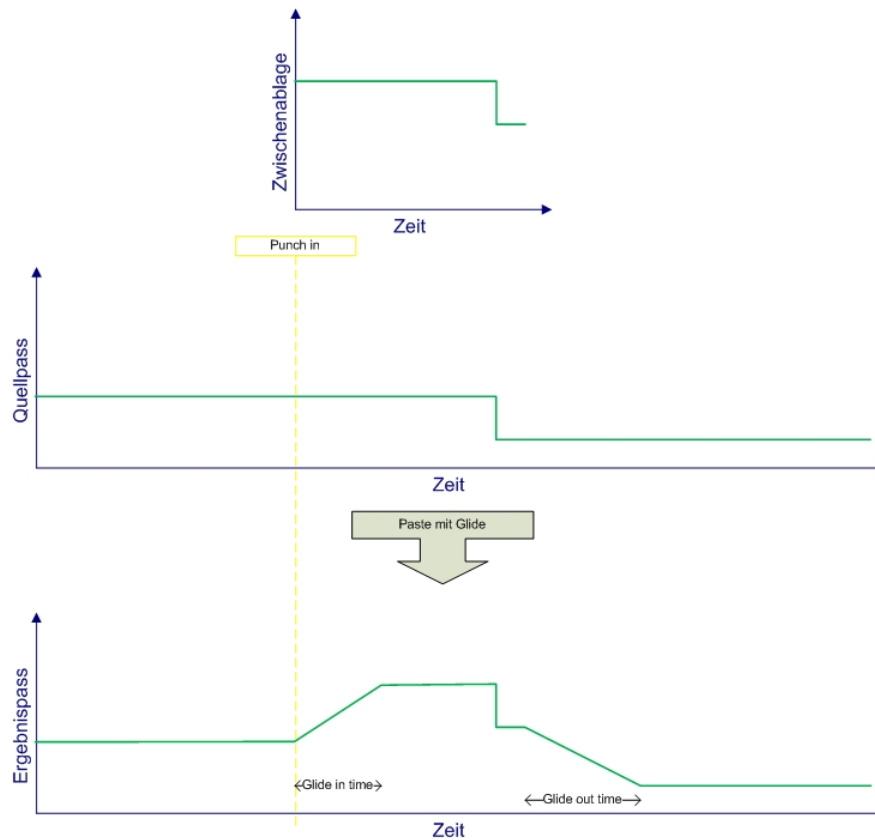 Zwischenablage
Zeit
Punch in
Quellpass
Zeit
Paste mit Glide
Ergebnispass
Glide in time
Glide out time
Zeit